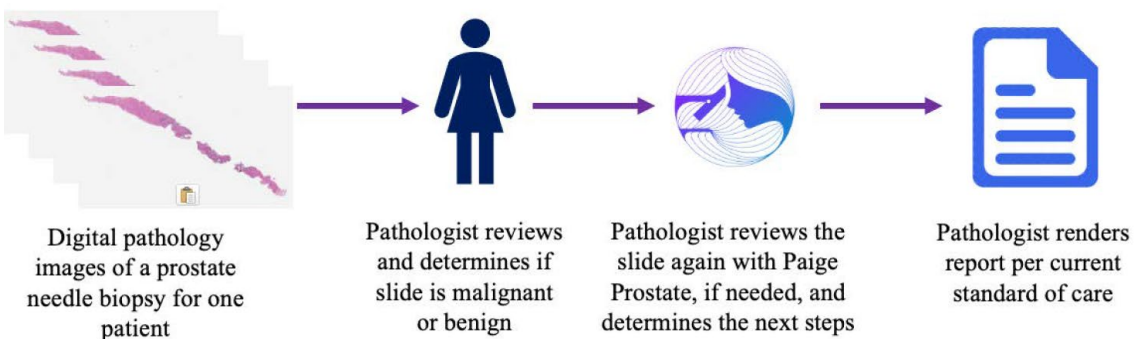 Digital pathology
images of a prostate
needle biopsy for one
patient
Pathologist reviews
and determines if
slide is malignant
or benign
Pathologist reviews the
slide again with Paige
Prostate, if needed, and
determines the next steps
Pathologist renders
report per current
standard of care